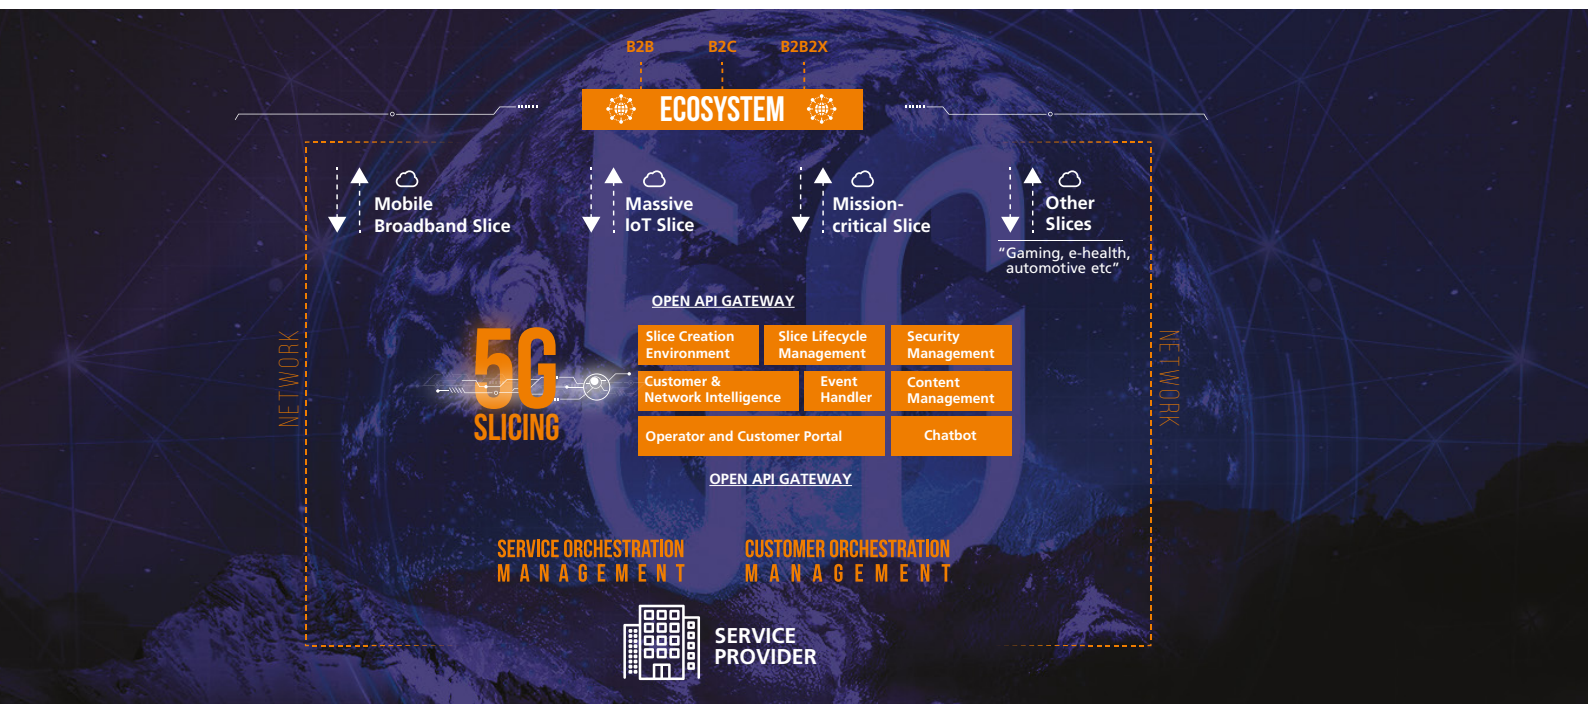 B2B B2C B2B2X
ECOSYSTEM
Mobile
Broadband Slice
Massive
IoT Slice
Mission-
critical Slice
Other
Slices
“Gaming, e-health,
automotive etc”
NETWORK
OPEN API GATEWAY
5G
SLICING
Slice Creation
Environment
Slice Lifecycle
Management
Security
Management
Customer &
Network Intelligence
Event
Handler
Content
Management
Operator and Customer Portal
Chatbot
OPEN API GATEWAY
NETWORK
5G
SERVICE ORCHESTRATION
MANAGEMENT
CUSTOMER ORCHESTRATION
MANAGEMENT
SERVICE
PROVIDER